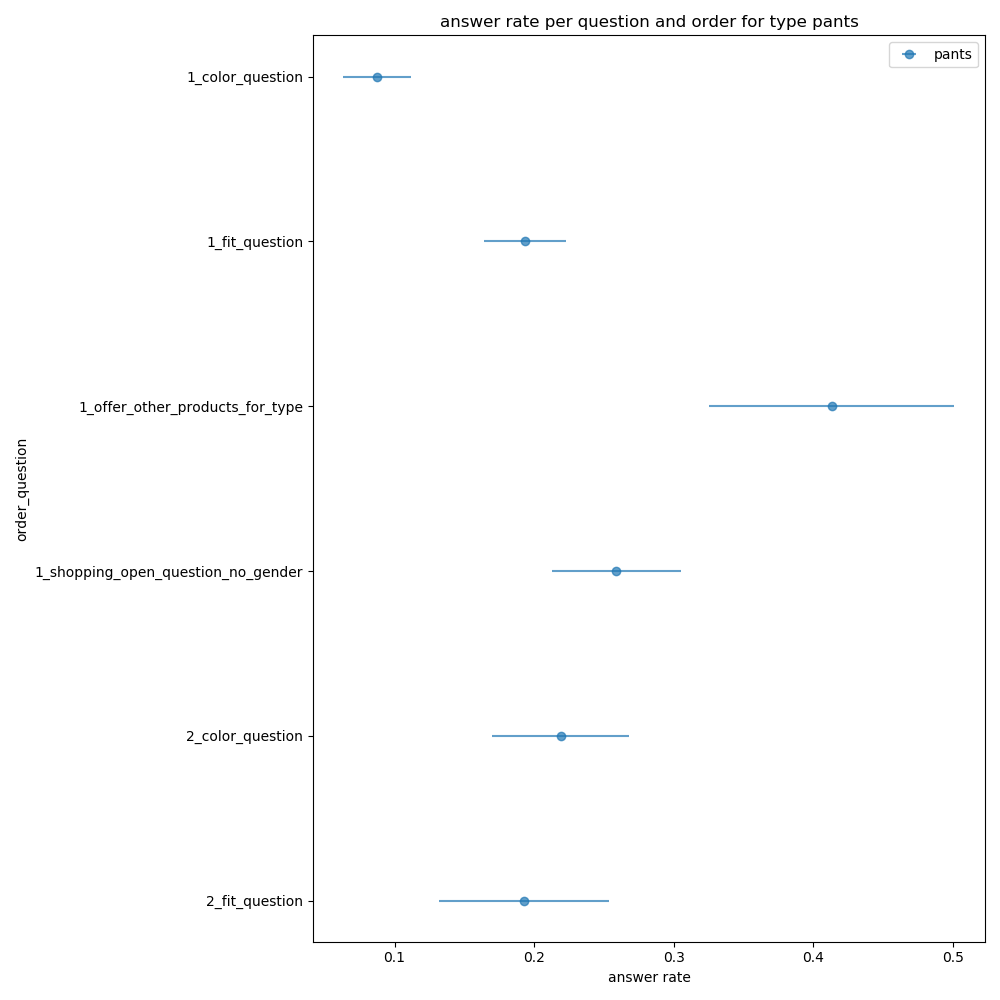 answer rate per question and order for type pants
pants
1_color_question
1_fit_question
1_offer_other_products_for_type
1_shopping_open_question_no_gender
2_color_question
2_fit_question
order_question
0.1 0.2 0.3 0.4 0.5
answer rate